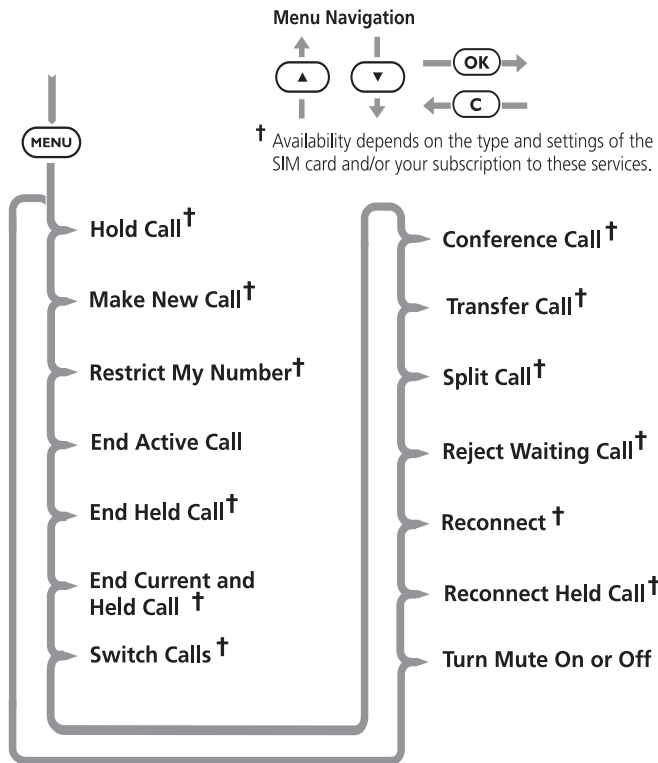 Menu Navigation
▲
▼
OK
C
MENU
† Availability depends on the type and settings of the
SIM card and/or your subscription to these services.
Hold Call†
Make New Call†
Restrict My Number†
End Active Call
End Held Call†
End Current and
Held Call †
Switch Calls †
Conference Call†
Transfer Call†
Split Call†
Reject Waiting Call†
Reconnect †
Reconnect Held Call†
Turn Mute On or Off